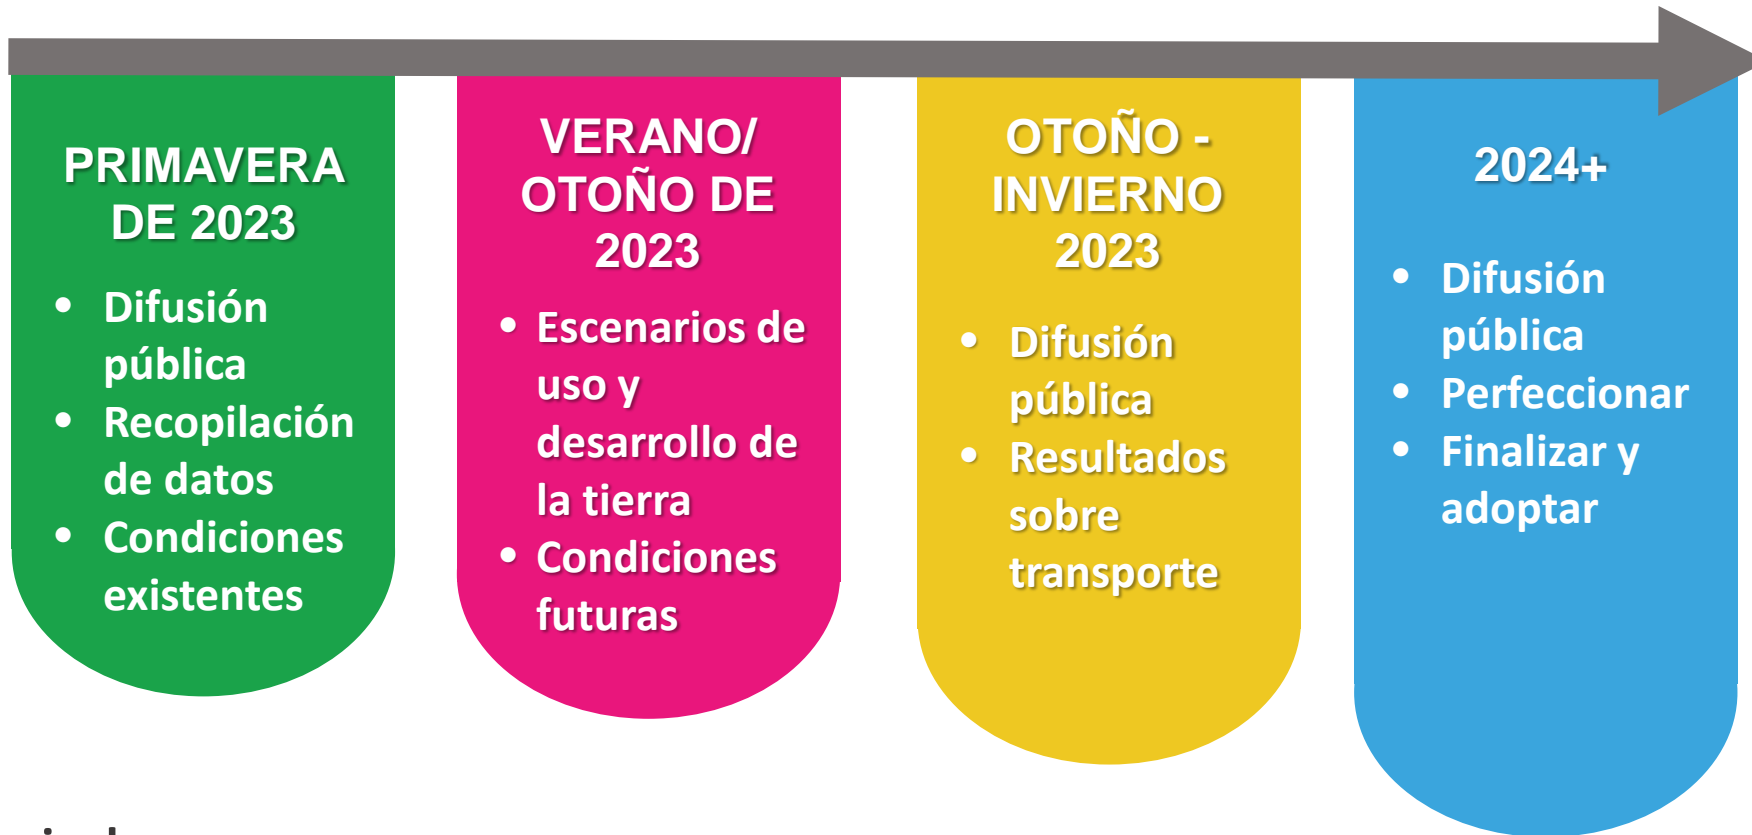 PRIMAVERA
DE 2023
• Difusión
pública
• Recopilación
de datos
• Condiciones
existentes
VERANO/
OTOÑO DE
2023
• Escenarios de
uso y
desarrollo de
la tierra
• Condiciones
futuras
OTOÑO -
INVIERNO
2023
• Difusión
pública
• Resultados
sobre
transporte
2024+
• Difusión
pública
• Perfeccionar
• Finalizar y
adoptar